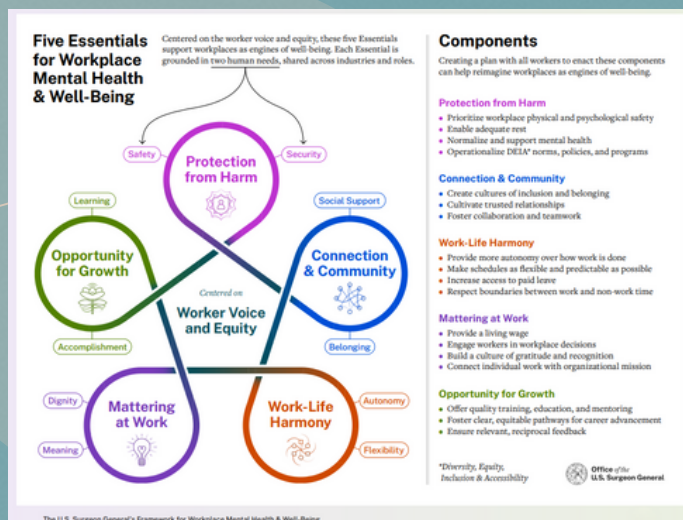 Five Essentials
for Workplace
Mental Health
& Well-Being
Centered on the worker voice and equity, these five Essentials
support workplaces as engines of well-being. Each Essential is
grounded in two human needs, shared across industries and roles.
Safety
Security
Protection
from Harm
Learning
Opportunity
for Growth
Accomplishment
Social Support
Connection
& Community
Belonging
Centered on
Worker Voice
and Equity
Dignity
Meaning
Mattering
at Work
Work-Life
Harmony
Autonomy
Flexibility
Components
Creating a plan with all workers to enact these components
can help reimagine workplaces as engines of well-being.
Protection from Harm
• Prioritize workplace physical and psychological safety
• Enable adequate rest
• Normalize and support mental health
• Operationalize DEIA* norms, policies, and programs
Connection & Community
• Create cultures of inclusion and belonging
• Cultivate trusted relationships
• Foster collaboration and teamwork
Work-Life Harmony
• Provide more autonomy over how work is done
• Make schedules as flexible and predictable as possible
• Increase access to paid leave
• Respect boundaries between work and non-work time
Mattering at Work
• Provide a living wage
• Engage workers in workplace decisions
• Build a culture of gratitude and recognition
• Connect individual work with organizational mission
Opportunity for Growth
• Offer quality training, education, and mentoring
• Foster clear, equitable pathways for career advancement
• Ensure relevant, reciprocal feedback
*Diversity, Equity,
Inclusion & Accessibility
Office of the
U.S. Surgeon General
The U.S. Surgeon General's Framework for Workplace Mental Health & Well-Being